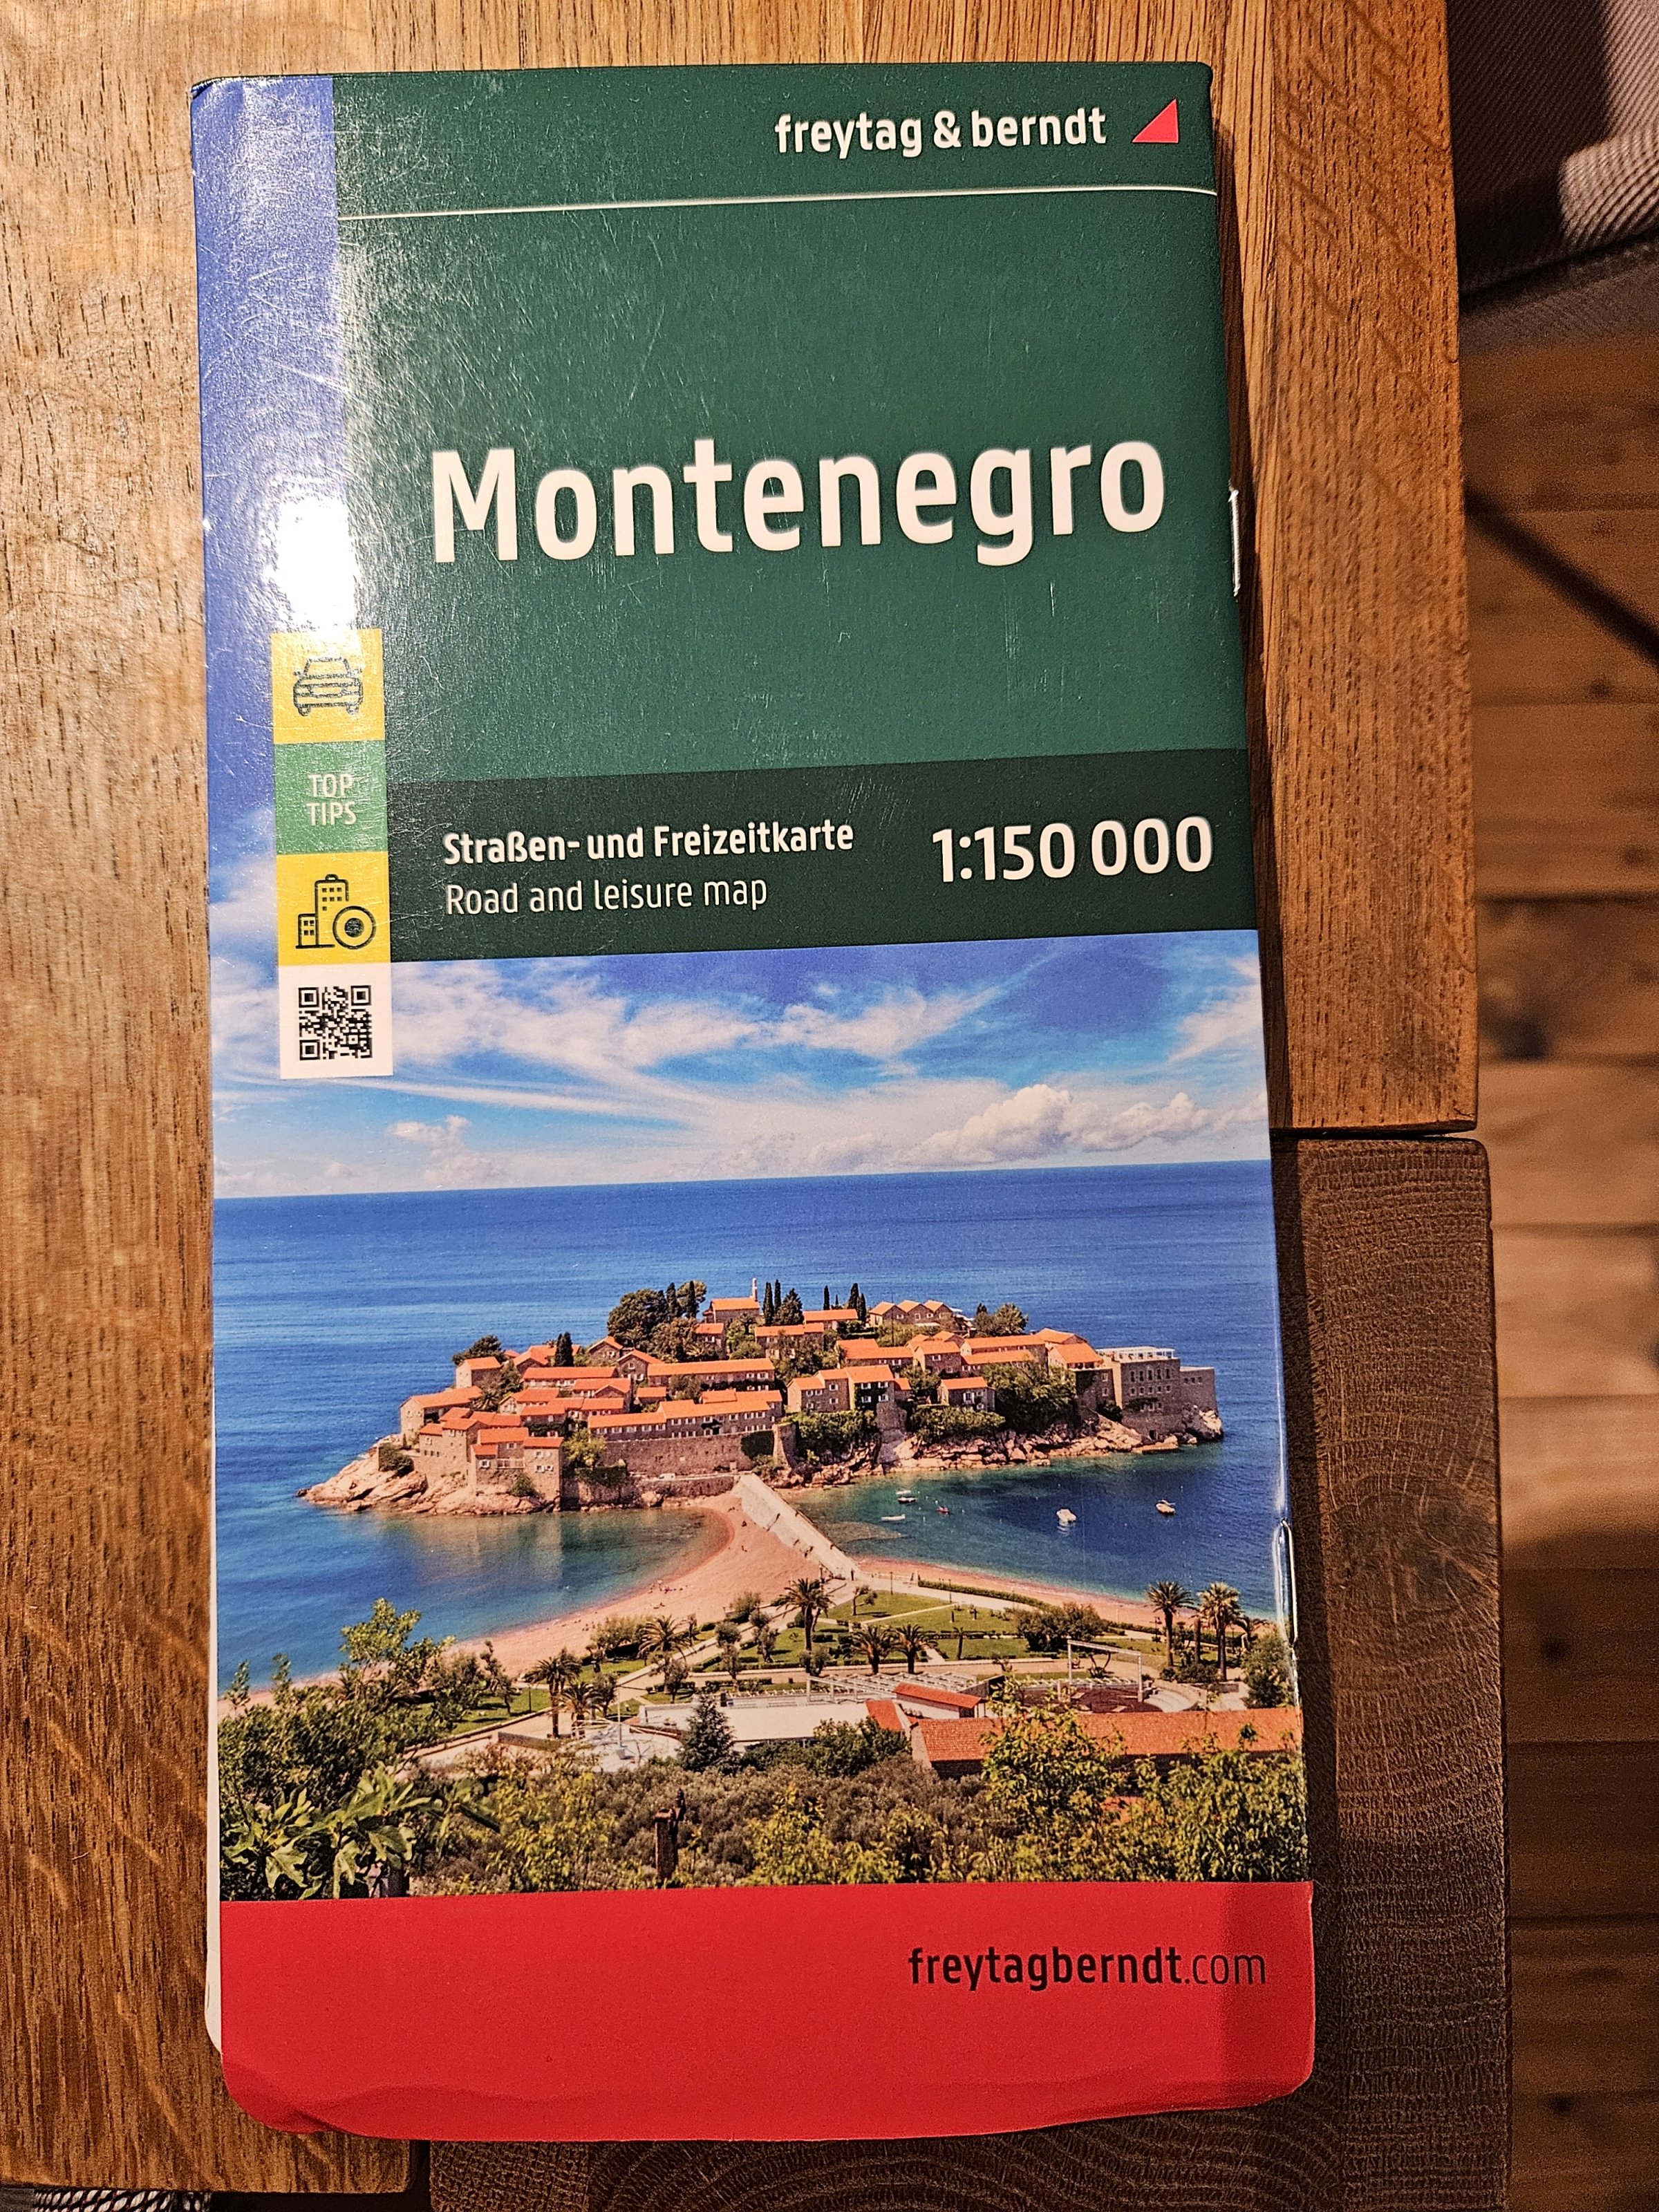 freytag & berndt
Montenegro
TOP
TIPS
Straßen- und Freizeitkarte
Road and leisure map
1:150 000
freytagberndt.com